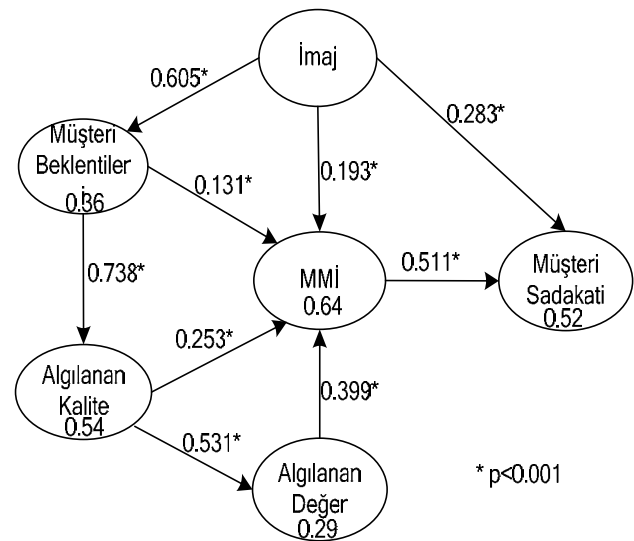 İmaj
0.605*
0.283*
Müşteri
Beklentiler
i
0.36
0.131*
0.193*
0.738*
MMİ
0.64
0.511*
Müşteri
Sadakati
0.52
0.253*
Algılanan
Kalite
0.54
0.399*
0.531*
Algılanan
Değer
0.29
* p<0.001